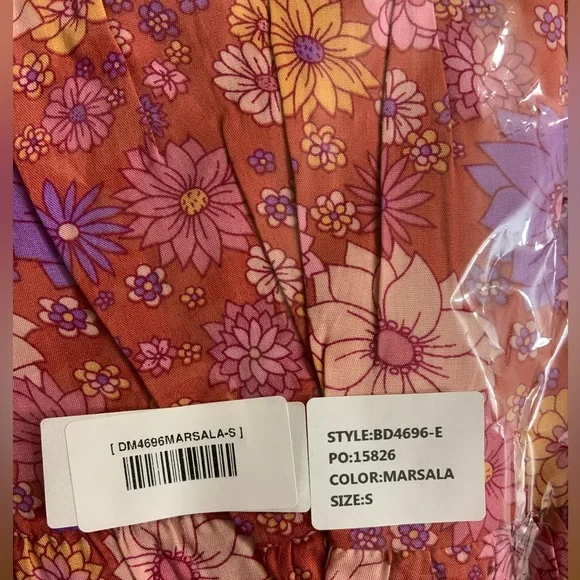 [ DM4696MARSALA-S ]
STYLE:BD4696-E
PO:15826
COLOR:MARSALA
SIZE:S